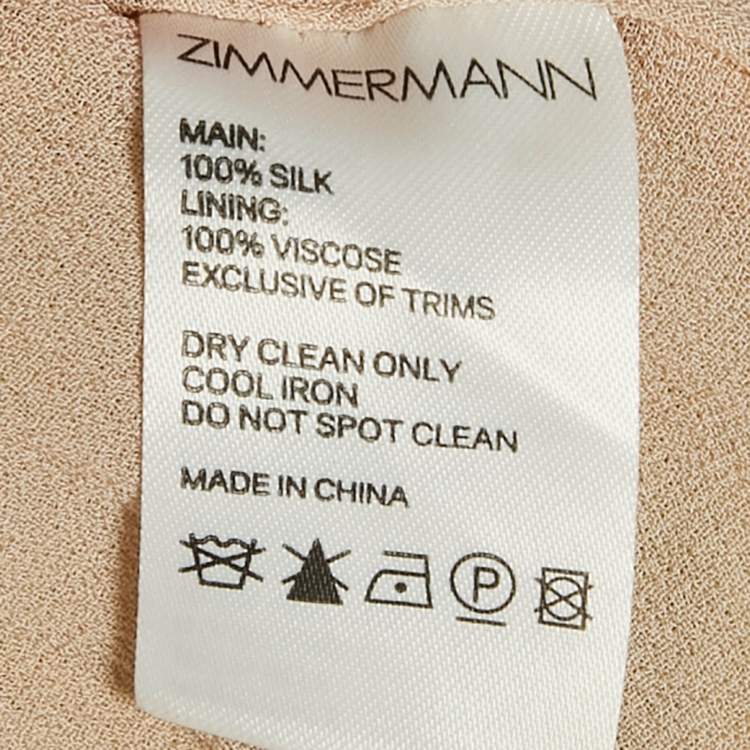 ZIMMERMANN
MAIN:
100% SILK
LINING:
100% VISCOSE
EXCLUSIVE OF TRIMS
DRY CLEAN ONLY
COOL IRON
DO NOT SPOT CLEAN
MADE IN CHINA
P